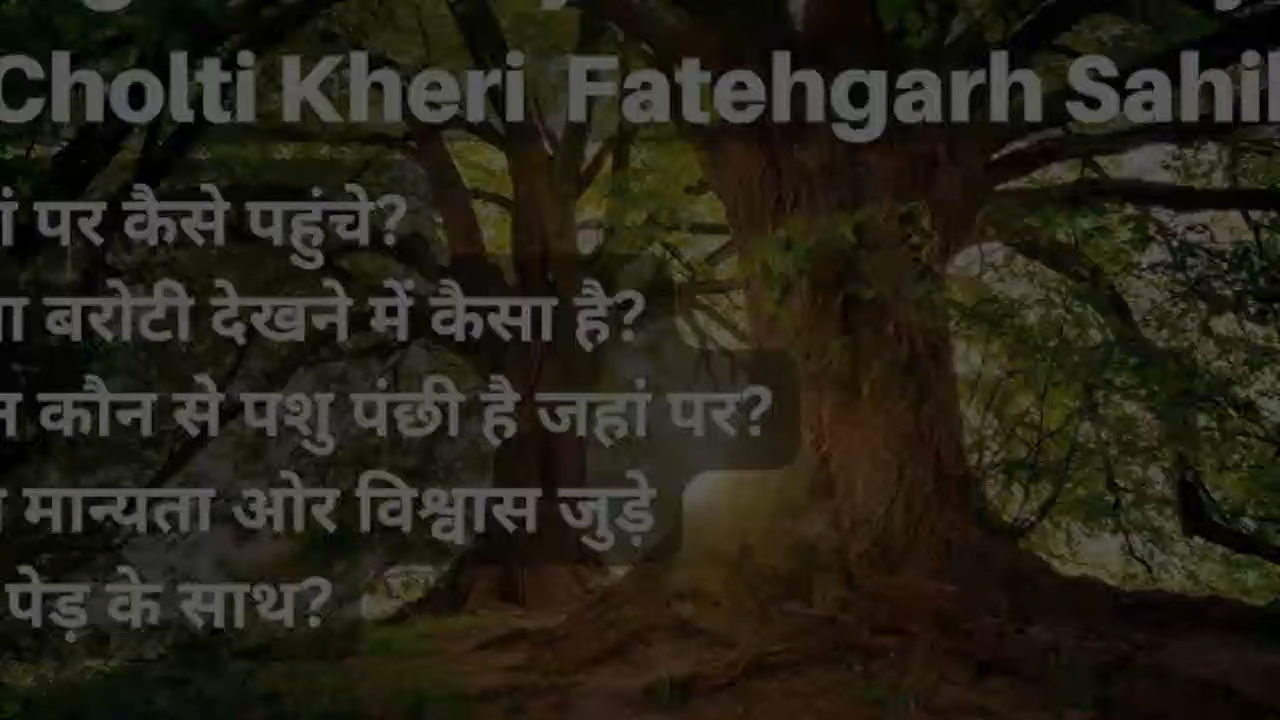 Cholti Kheri Fatehgarh Sahi
पर कैसे पहुंचे?
बरोटी देखने में कैसा है?
कौन से पशु पंछी है जहां पर?
मान्यता ओर विश्वास जुड़े
पेड़ के साथ?